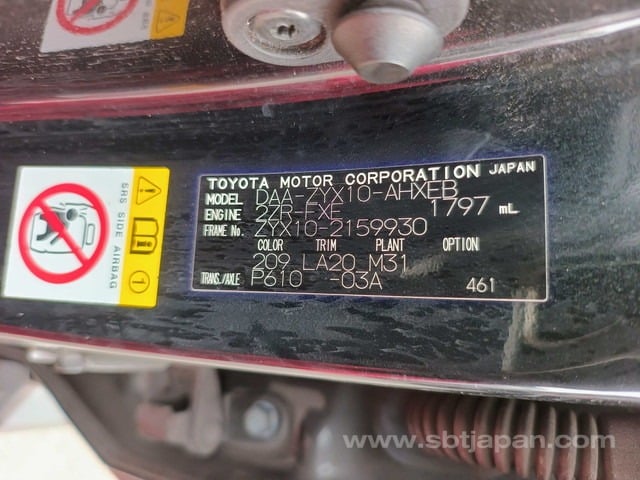 TOYOTA MOTOR CORPORATION JAPAN
MODEL DAA-ZYX10-AHXEB
ENGINE 2ZR-FXE 1797 mL
FRAME No. ZYX10-2159930
COLOR TRIM PLANT OPTION
209 LA20 M31
TRANS./AXLE P610 -03A 461
SRS SIDE AIRBAG
www.sbtjapan.com